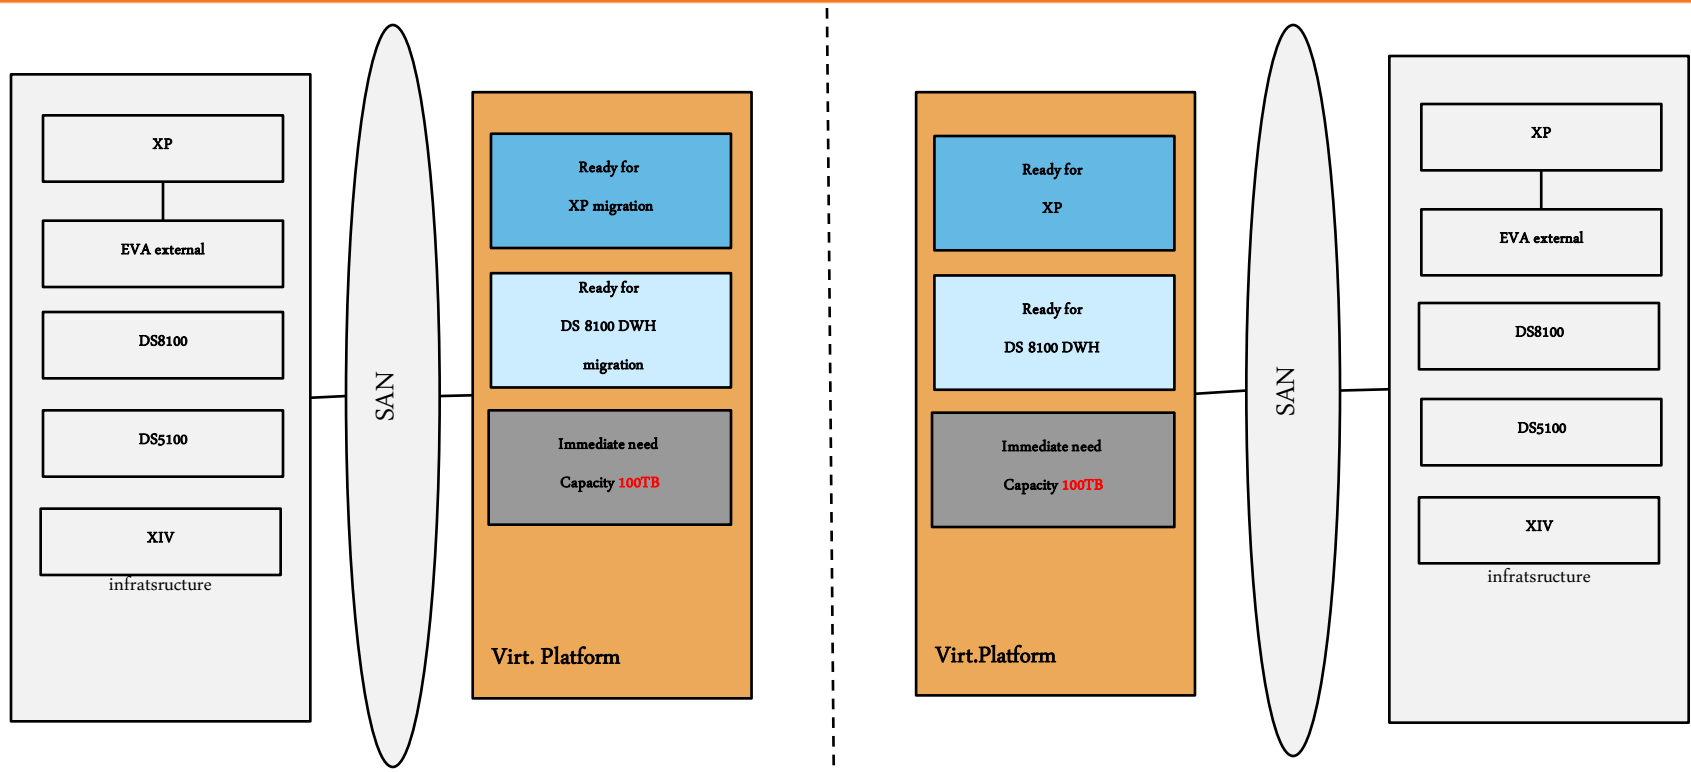 XP
EVA external
DS8100
DS5100
XIV
infratsructure
SAN
Ready for
XP migration
Ready for
DS 8100 DWH
migration
Immediate need
Capacity 100TB
Virt. Platform
Ready for
XP
Ready for
DS 8100 DWH
Immediate need
Capacity 100TB
Virt.Platform
SAN
XP
EVA external
DS8100
DS5100
XIV
infratsructure